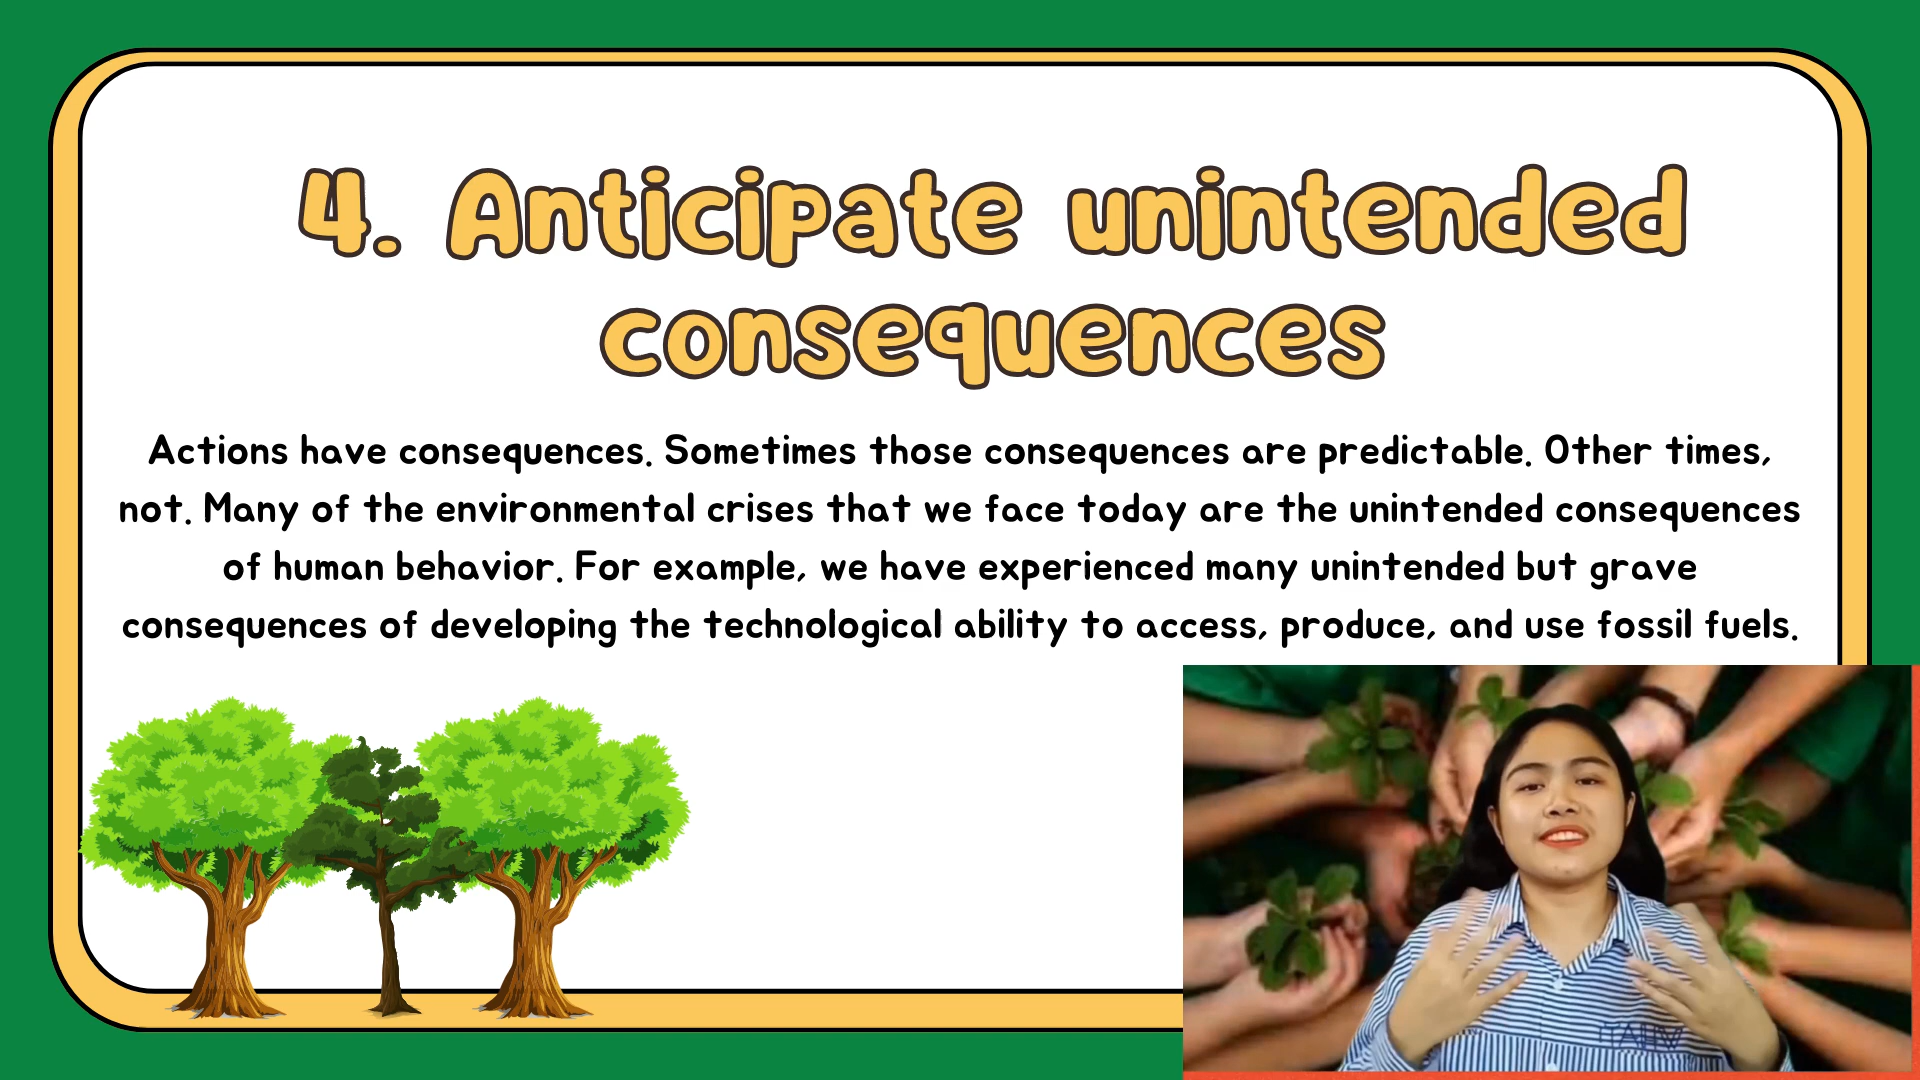 4. Anticipate unintended
consequences
Actions have consequences. Sometimes those consequences are predictable. Other times,
not. Many of the environmental crises that we face today are the unintended consequences
of human behavior. For example, we have experienced many unintended but grave
consequences of developing the technological ability to access, produce, and use fossil fuels.